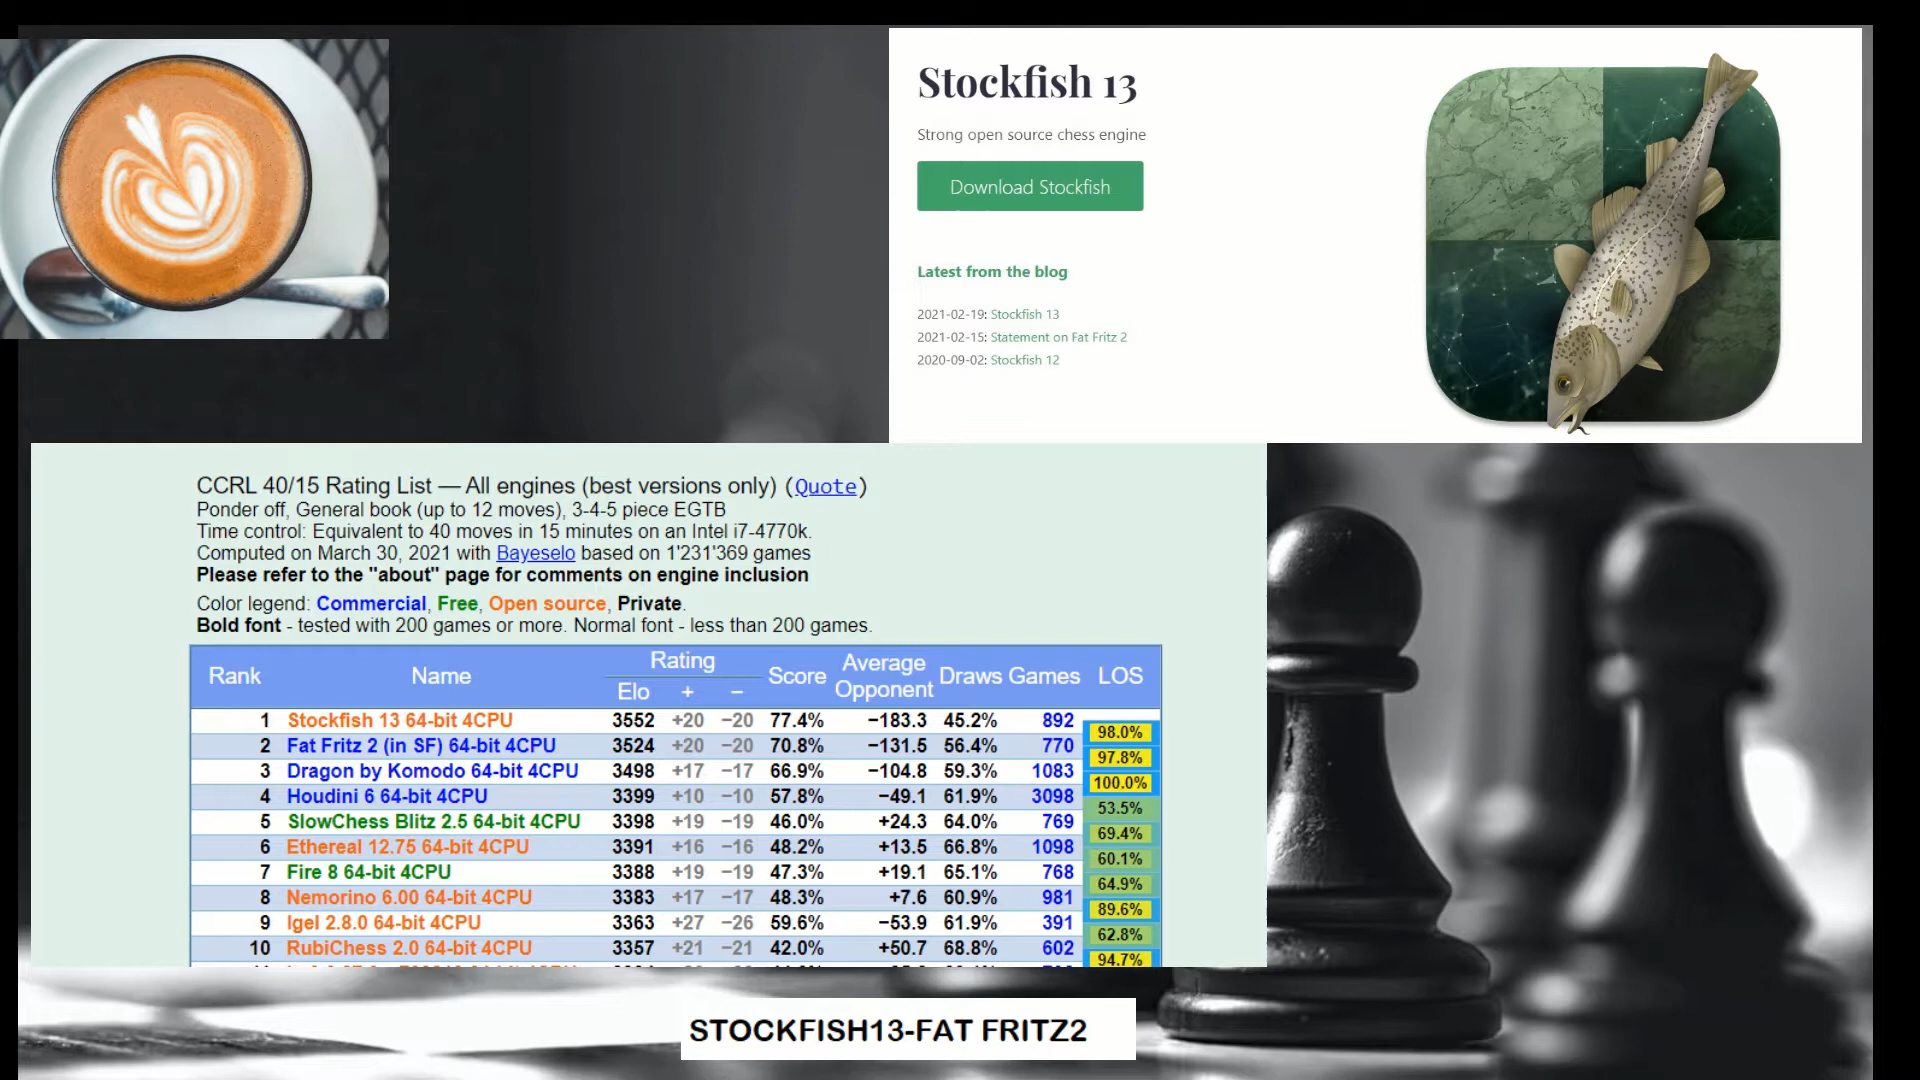 Stockfish 13
Strong open source chess engine
Download Stockfish
Latest from the blog
2021-02-19: Stockfish 13
2021-02-15: Statement on Fat Fritz 2
2020-09-02: Stockfish 12
CCRL 40/15 Rating List — All engines (best versions only) (Quote)
Ponder off, General book (up to 12 moves), 3-4-5 piece EGTB
Time control: Equivalent to 40 moves in 15 minutes on an Intel i7-4770k.
Computed on March 30, 2021 with Bayeselo based on 1'231'369 games
Please refer to the "about" page for comments on engine inclusion
Color legend: Commercial, Free, Open source, Private.
Bold font - tested with 200 games or more. Normal font - less than 200 games.
Rank Name Rating Elo + − Score Average Opponent Draws Games LOS
1 Stockfish 13 64-bit 4CPU 3552 +20 −20 77.4% −183.3 45.2% 892
98.0%
2 Fat Fritz 2 (in SF) 64-bit 4CPU 3524 +20 −20 70.8% −131.5 56.4% 770
97.8%
3 Dragon by Komodo 64-bit 4CPU 3498 +17 −17 66.9% −104.8 59.3% 1083
100.0%
4 Houdini 6 64-bit 4CPU 3399 +10 −10 57.8% −49.1 61.9% 3098
53.5%
5 SlowChess Blitz 2.5 64-bit 4CPU 3398 +19 −19 46.0% +24.3 64.0% 769
69.4%
6 Ethereal 12.75 64-bit 4CPU 3391 +16 −16 48.2% +13.5 66.8% 1098
60.1%
7 Fire 8 64-bit 4CPU 3388 +19 −19 47.3% +19.1 65.1% 768
64.9%
8 Nemorino 6.00 64-bit 4CPU 3383 +17 −17 48.3% +7.6 60.9% 981
89.6%
9 Igel 2.8.0 64-bit 4CPU 3363 +27 −26 59.6% −53.9 61.9% 391
62.8%
10 RubiChess 2.0 64-bit 4CPU 3357 +21 −21 42.0% +50.7 68.8% 602
94.7%
STOCKFISH13-FAT FRITZ2